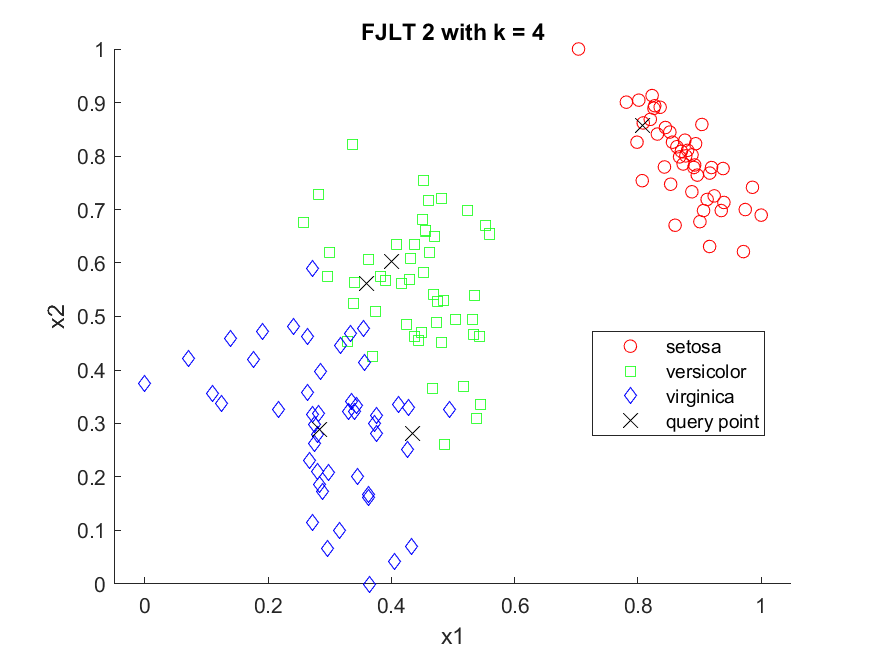 FJLT 2 with k = 4
1
0.9
0.8
0.7
0.6
0.5
0.4
0.3
0.2
0.1
0
x2
setosa
versicolor
virginica
query point
0 0.2 0.4 0.6 0.8 1
x1